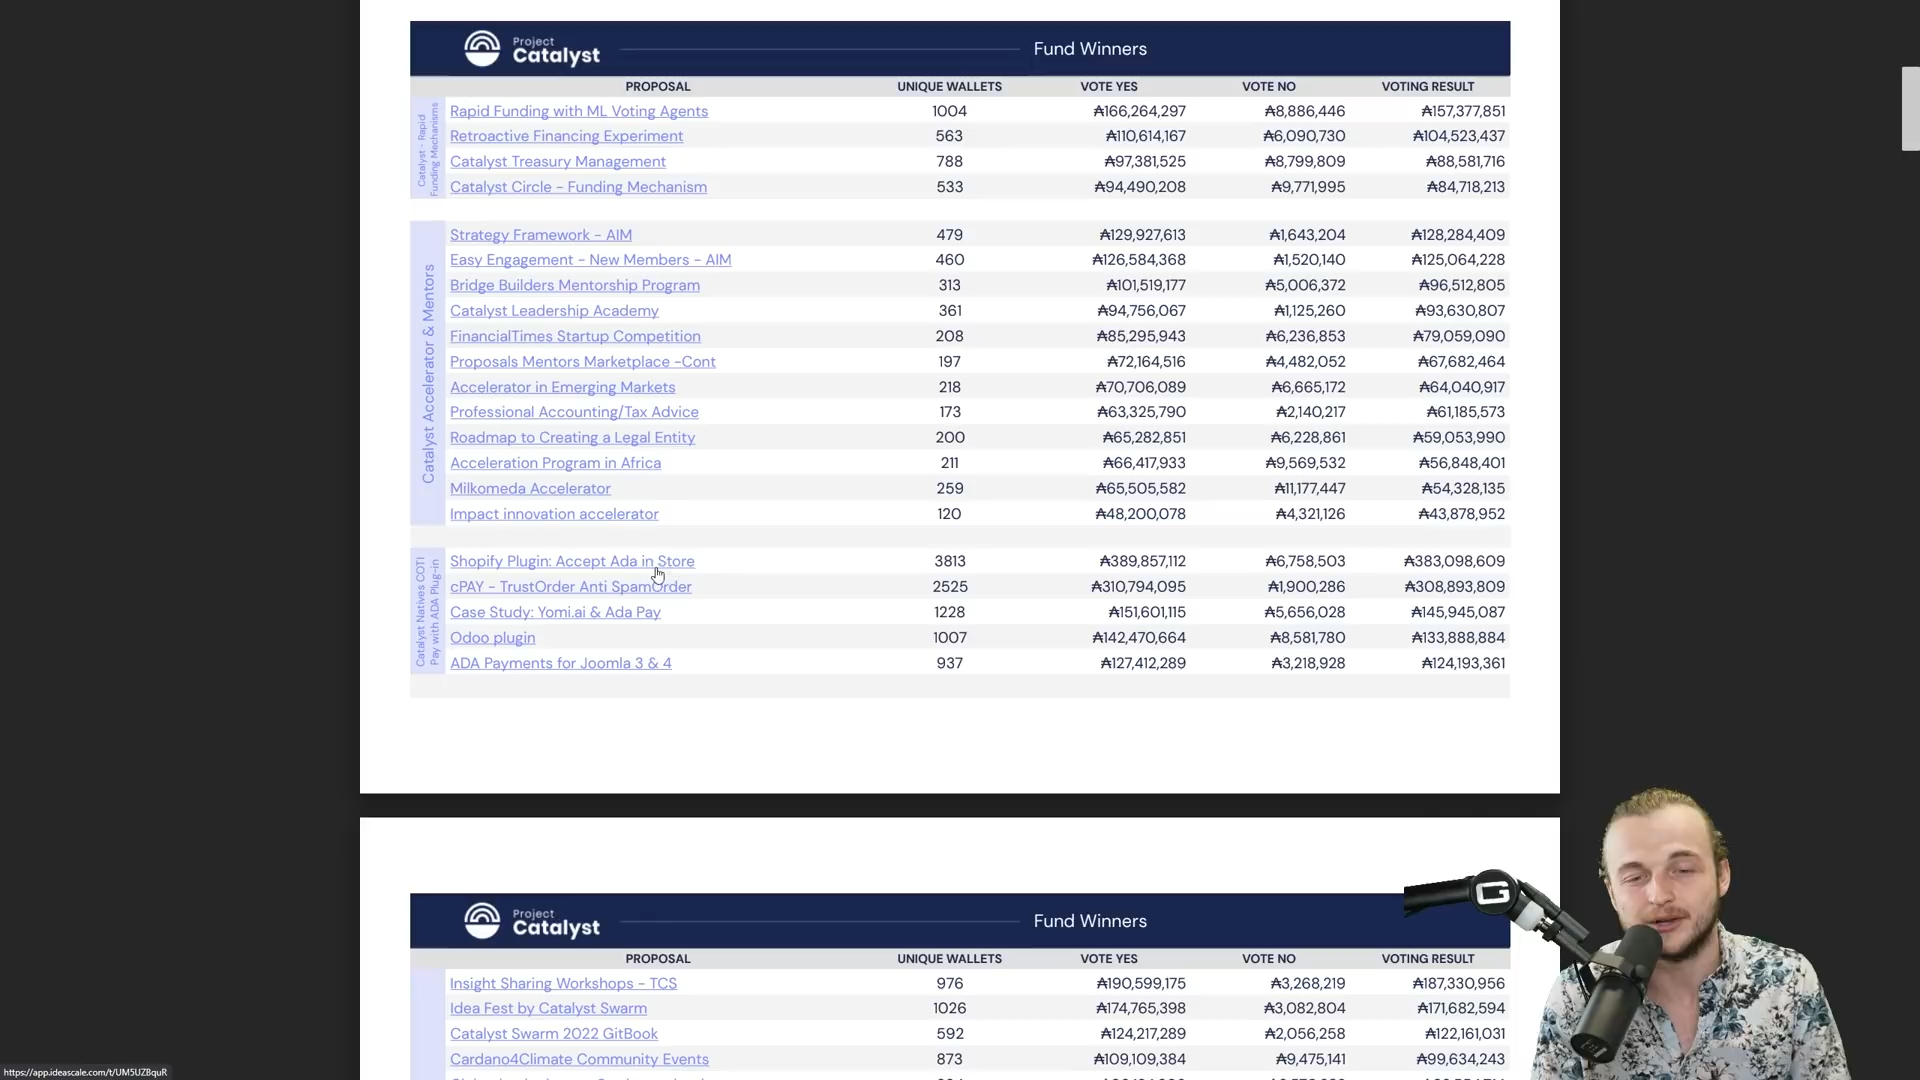 Project
Catalyst
Fund Winners
PROPOSAL UNIQUE WALLETS VOTE YES VOTE NO VOTING RESULT
Catalyst - Rapid
Funding Mechanisms
Rapid Funding with ML Voting Agents 1004 ₳166,264,297 ₳8,886,446 ₳157,377,851
Retroactive Financing Experiment 563 ₳110,614,167 ₳6,090,730 ₳104,523,437
Catalyst Treasury Management 788 ₳97,381,525 ₳8,799,809 ₳88,581,716
Catalyst Circle - Funding Mechanism 533 ₳94,490,208 ₳9,771,995 ₳84,718,213
Catalyst Accelerator & Mentors
Strategy Framework - AIM 479 ₳129,927,613 ₳1,643,204 ₳128,284,409
Easy Engagement - New Members - AIM 460 ₳126,584,368 ₳1,520,140 ₳125,064,228
Bridge Builders Mentorship Program 313 ₳101,519,177 ₳5,006,372 ₳96,512,805
Catalyst Leadership Academy 361 ₳94,756,067 ₳1,125,260 ₳93,630,807
FinancialTimes Startup Competition 208 ₳85,295,943 ₳6,236,853 ₳79,059,090
Proposals Mentors Marketplace -Cont 197 ₳72,164,516 ₳4,482,052 ₳67,682,464
Accelerator in Emerging Markets 218 ₳70,706,089 ₳6,665,172 ₳64,040,917
Professional Accounting/Tax Advice 173 ₳63,325,790 ₳2,140,217 ₳61,185,573
Roadmap to Creating a Legal Entity 200 ₳65,282,851 ₳6,228,861 ₳59,053,990
Acceleration Program in Africa 211 ₳66,417,933 ₳9,569,532 ₳56,848,401
Milkomeda Accelerator 259 ₳65,505,582 ₳11,177,447 ₳54,328,135
Impact innovation accelerator 120 ₳48,200,078 ₳4,321,126 ₳43,878,952
Catalyst Natives COTI
Pay with ADA Plug-in
Shopify Plugin: Accept Ada in Store 3813 ₳389,857,112 ₳6,758,503 ₳383,098,609
cPAY - TrustOrder Anti SpamOrder 2525 ₳310,794,095 ₳1,900,286 ₳308,893,809
Case Study: Yomi.ai & Ada Pay 1228 ₳151,601,115 ₳5,656,028 ₳145,945,087
Odoo plugin 1007 ₳142,470,664 ₳8,581,780 ₳133,888,884
ADA Payments for Joomla 3 & 4 937 ₳127,412,289 ₳3,218,928 ₳124,193,361
Project
Catalyst
Fund Winners
PROPOSAL UNIQUE WALLETS VOTE YES VOTE NO VOTING RESULT
Insight Sharing Workshops - TCS 976 ₳190,599,175 ₳3,268,219 ₳187,330,956
Idea Fest by Catalyst Swarm 1026 ₳174,765,398 ₳3,082,804 ₳171,682,594
Catalyst Swarm 2022 GitBook 592 ₳124,217,289 ₳2,056,258 ₳122,161,031
Cardano4Climate Community Events 873 ₳109,109,384 ₳9,475,141 ₳99,634,243
G
https://app.ideascale.com/t/UM5UZBquR